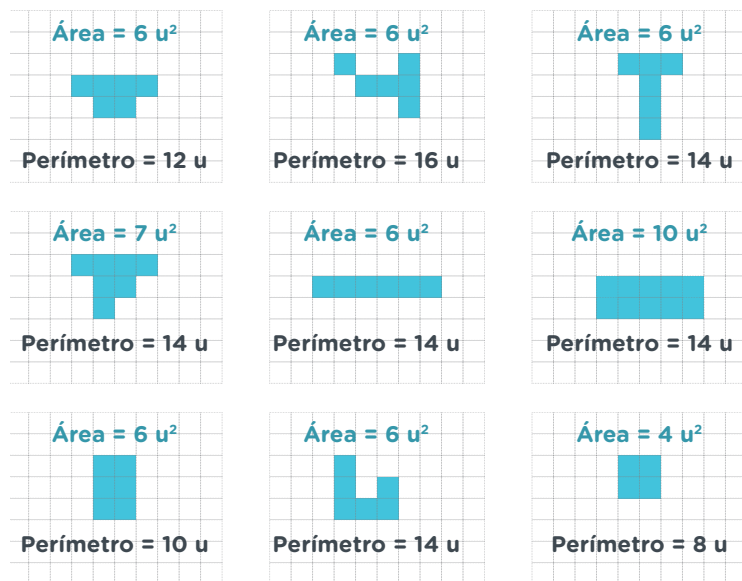 Área = 6 u²
Área = 6 u²
Área = 6 u²
Perímetro = 12 u
Perímetro = 16 u
Perímetro = 14 u
Área = 7 u²
Área = 6 u²
Área = 10 u²
Perímetro = 14 u
Perímetro = 14 u
Perímetro = 14 u
Área = 6 u²
Área = 6 u²
Área = 4 u²
Perímetro = 10 u
Perímetro = 14 u
Perímetro = 8 u